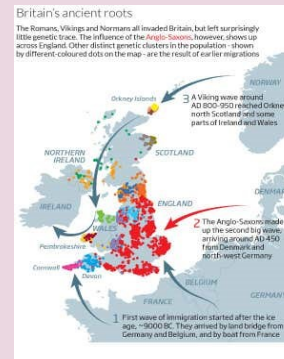 Britain's ancient roots
The Romans, Vikings and Normans all invaded Britain, but left surprisingly
little genetic trace. The influence of the Anglo-Saxons, however, shows up
across England. Other distinct genetic clusters in the population - shown
by different-coloured dots on the map - are the result of earlier migrations
NORWAY
Orkney Islands
3 A Viking wave around
AD 800-950 reached Orkney
north Scotland and some
parts of Ireland and Wales
NORTHERN
IRELAND
SCOTLAND
DENMA
IRELAND
ENGLAND
WALES
2 The Anglo-Saxons made
up the second big wave,
arriving around AD 450
from Denmark and
north-west Germany
Pembrokeshire
Cornwall
Devon
BELGIUM
GERMAN
FRANCE
1 First wave of immigration started after the ice
age, ~9000 BC. They arrived by land bridge from
Germany and Belgium, and by boat from France